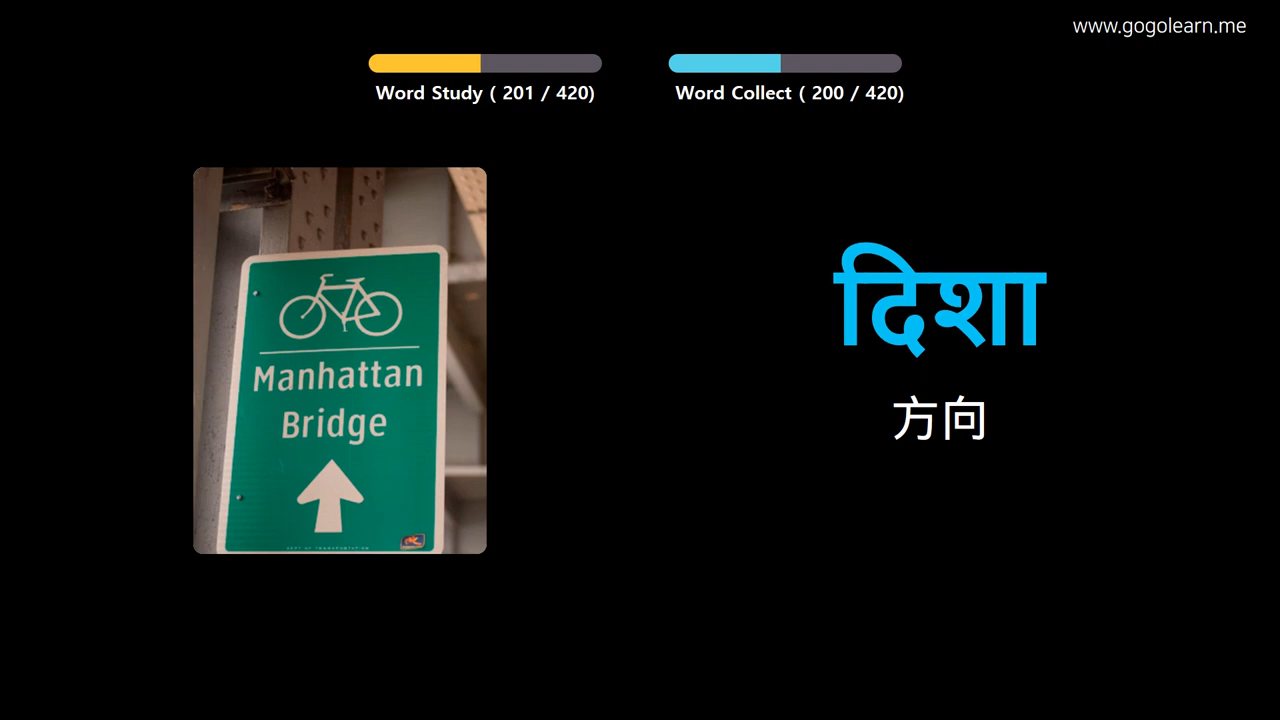 www.gogolearn.me
Word Study ( 201 / 420)
Word Collect ( 200 / 420)
Manhattan
Bridge
दिशा
方向